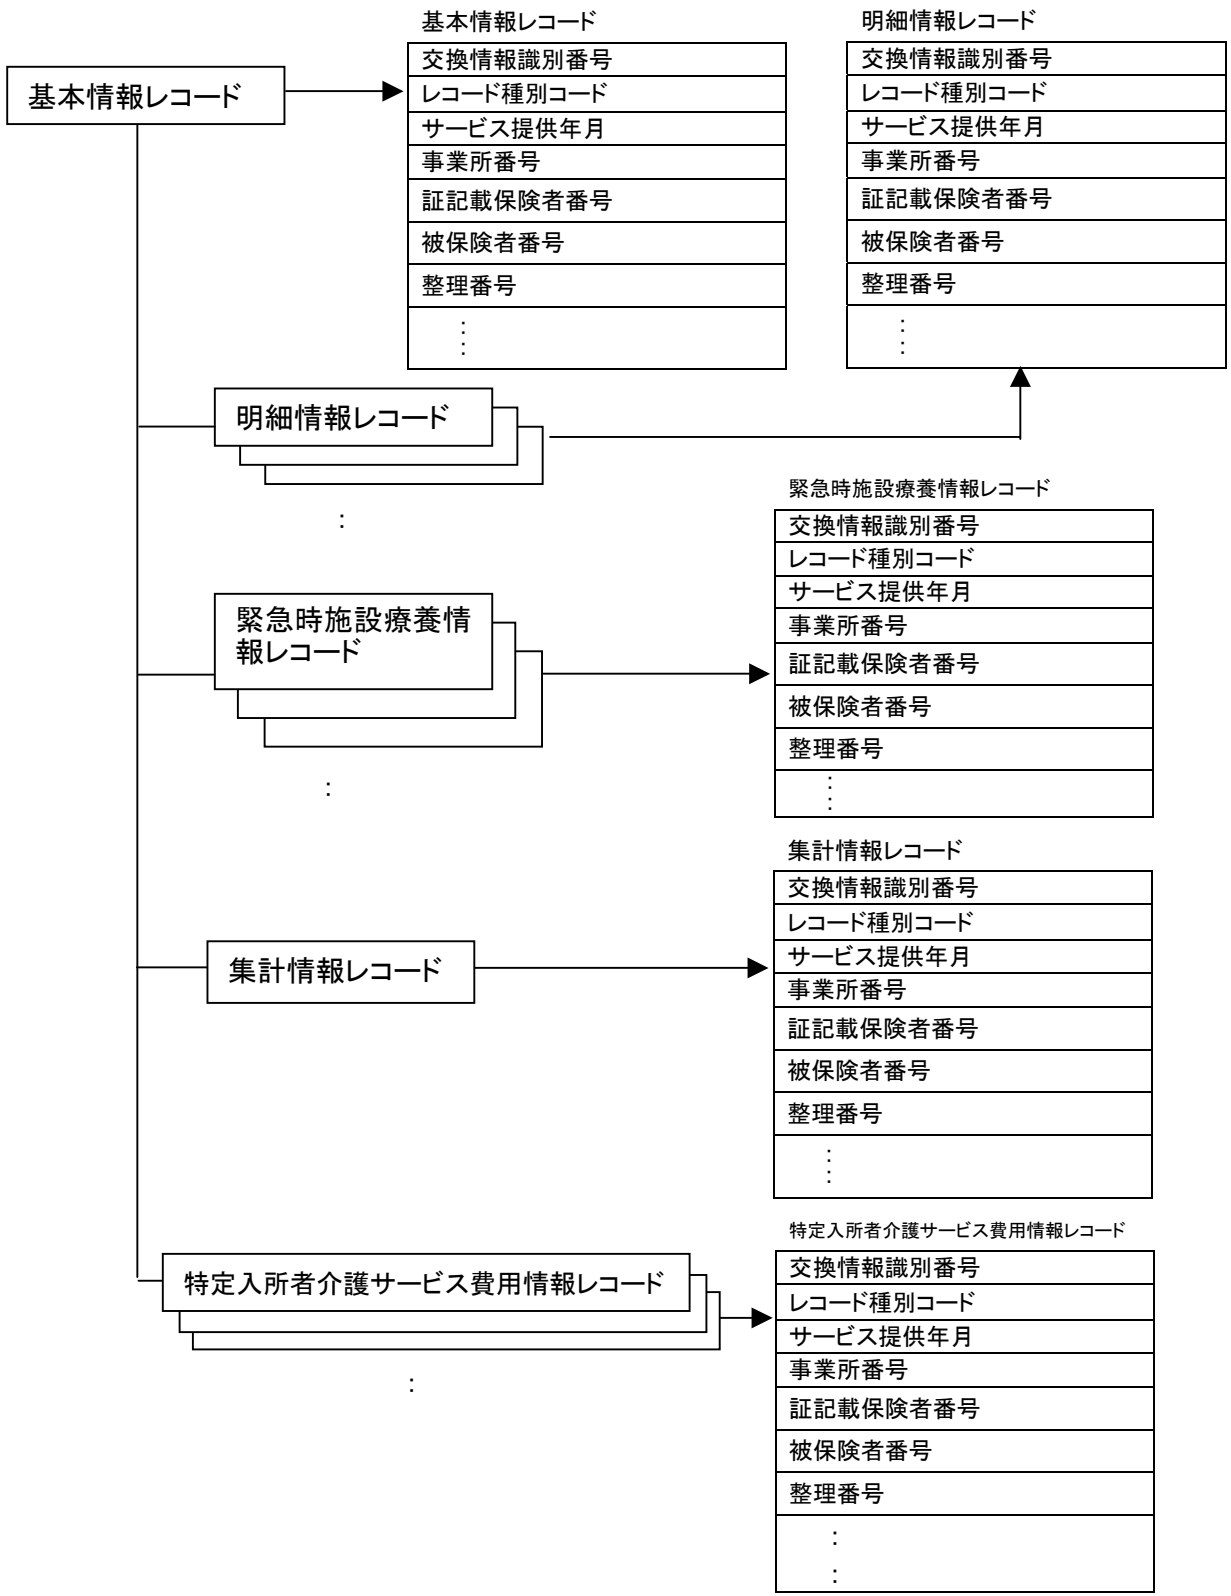 基本情報レコード
基本情報レコード
交換情報識別番号
レコード種別コード
サービス提供年月
事業所番号
証記載保険者番号
被保険者番号
整理番号
:
:
明細情報レコード
交換情報識別番号
レコード種別コード
サービス提供年月
事業所番号
証記載保険者番号
被保険者番号
整理番号
:
:
明細情報レコード
:
緊急時施設療養情
報レコード
:
緊急時施設療養情報レコード
交換情報識別番号
レコード種別コード
サービス提供年月
事業所番号
証記載保険者番号
被保険者番号
整理番号
:
:
集計情報レコード
集計情報レコード
交換情報識別番号
レコード種別コード
サービス提供年月
事業所番号
証記載保険者番号
被保険者番号
整理番号
:
:
特定入所者介護サービス費用情報レコード
:
特定入所者介護サービス費用情報レコード
交換情報識別番号
レコード種別コード
サービス提供年月
事業所番号
証記載保険者番号
被保険者番号
整理番号
:
: